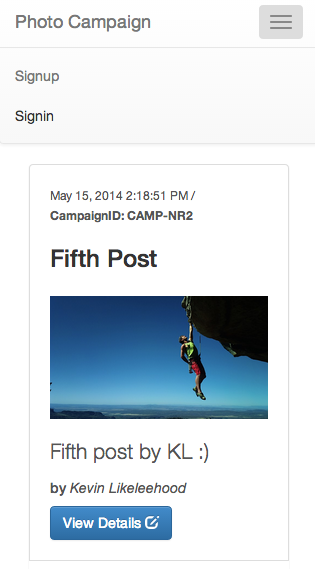 Photo Campaign
Signup
Signin
May 15, 2014 2:18:51 PM /
CampaignID: CAMP-NR2
Fifth Post
Fifth post by KL :)
by Kevin Likeleehood
View Details